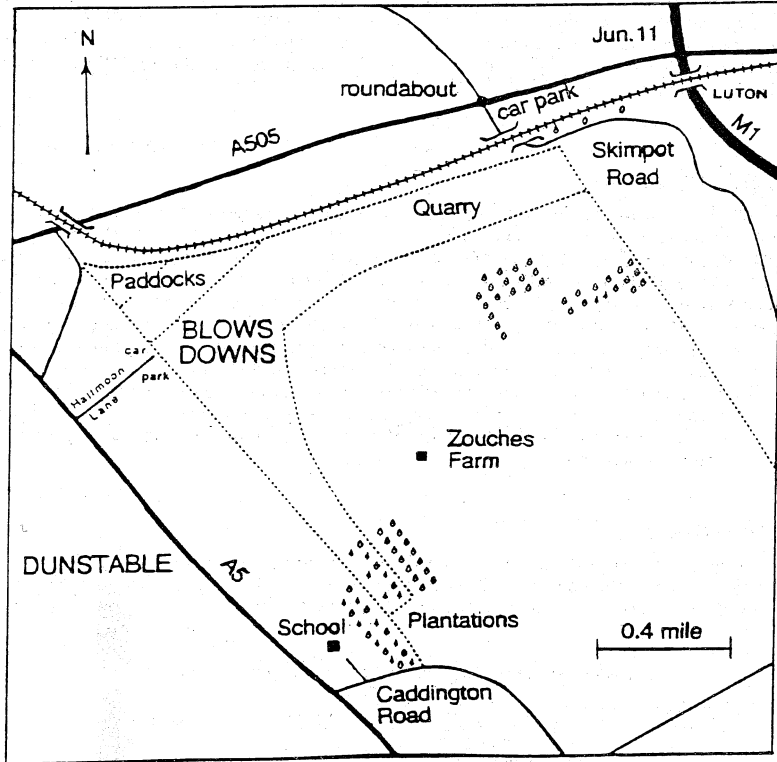 N
Jun. 11
roundabout
car park
LUTON
M1
A505
Skimpot
Road
Quarry
Paddocks
BLOWS
DOWNS
car
park
Halfmoon
Lane
Zouches
Farm
DUNSTABLE
A5
School
Plantations
0.4 mile
Caddington
Road